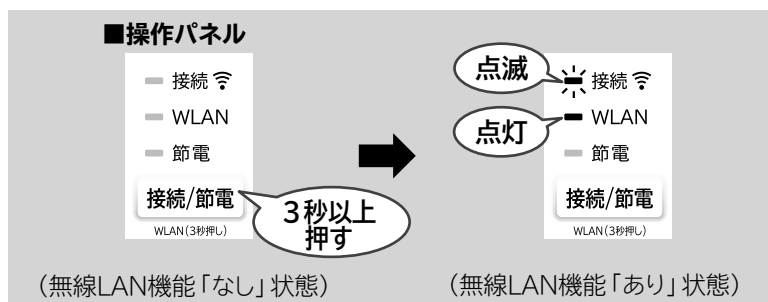 ■操作パネル
接続
WLAN
節電
接続/節電
WLAN(3秒押し)
3秒以上
押す
(無線LAN機能「なし」状態)
点滅
接続
点灯
WLAN
節電
接続/節電
WLAN(3秒押し)
(無線LAN機能「あり」状態)